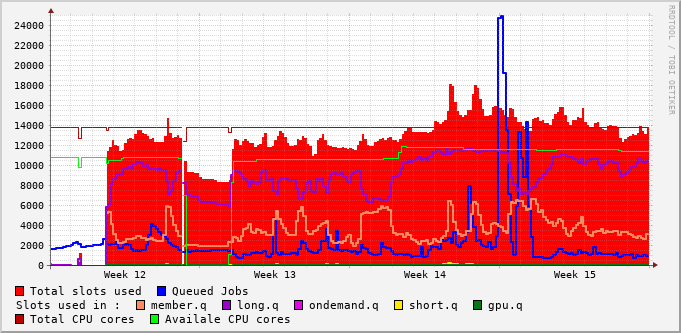 RRDTOOL / TOBI OETIKER
24000
22000
20000
18000
16000
14000
12000
10000
8000
6000
4000
2000
0
Week 12 Week 13 Week 14 Week 15
Total slots used Queued Jobs
Slots used in : member.q long.q ondemand.q short.q gpu.q
Total CPU cores Availale CPU cores